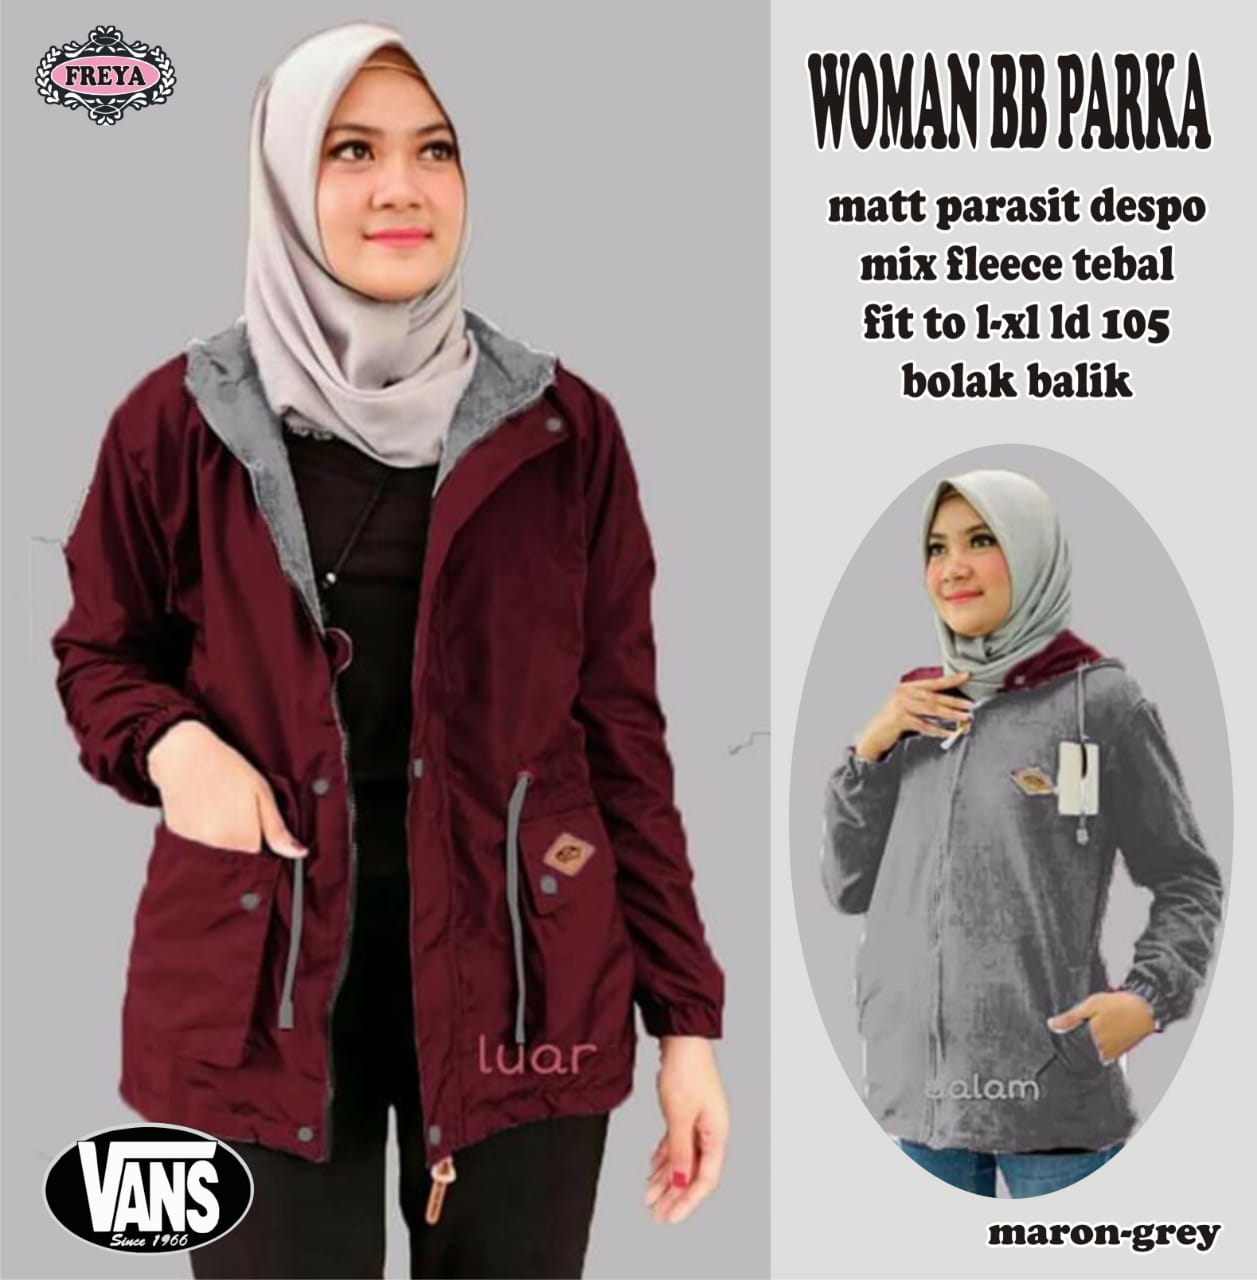 FREYA
WOMAN BB PARKA
matt parasit despo
mix fleece tebal
fit to l-xl ld 105
bolak balik
luar
dalam
VANS
Since 1966
maron-grey